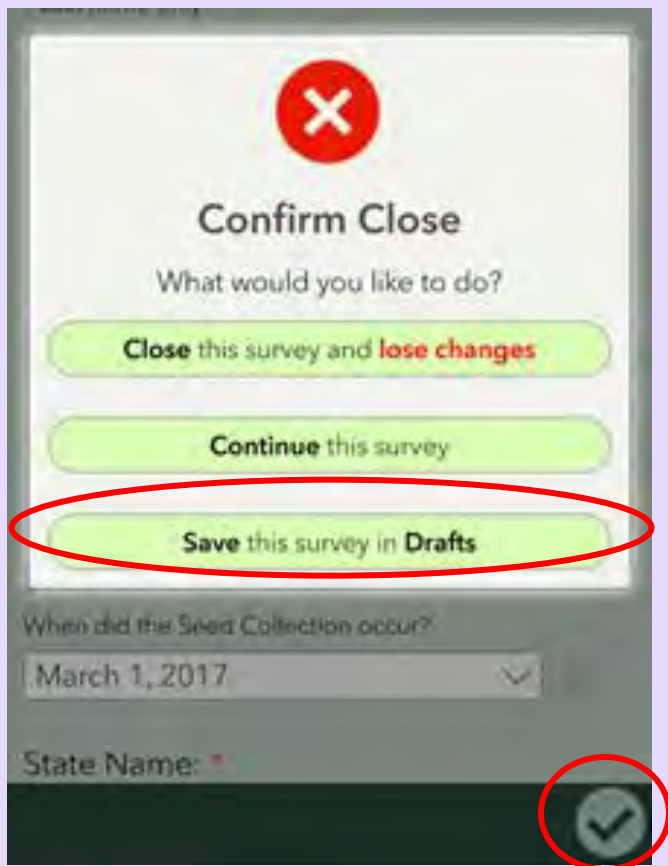 Confirm Close
What would you like to do?
Close this survey and lose changes
Continue this survey
Save this survey in Drafts
When did the Seed Collection occur?
March 1, 2017
State Name: *